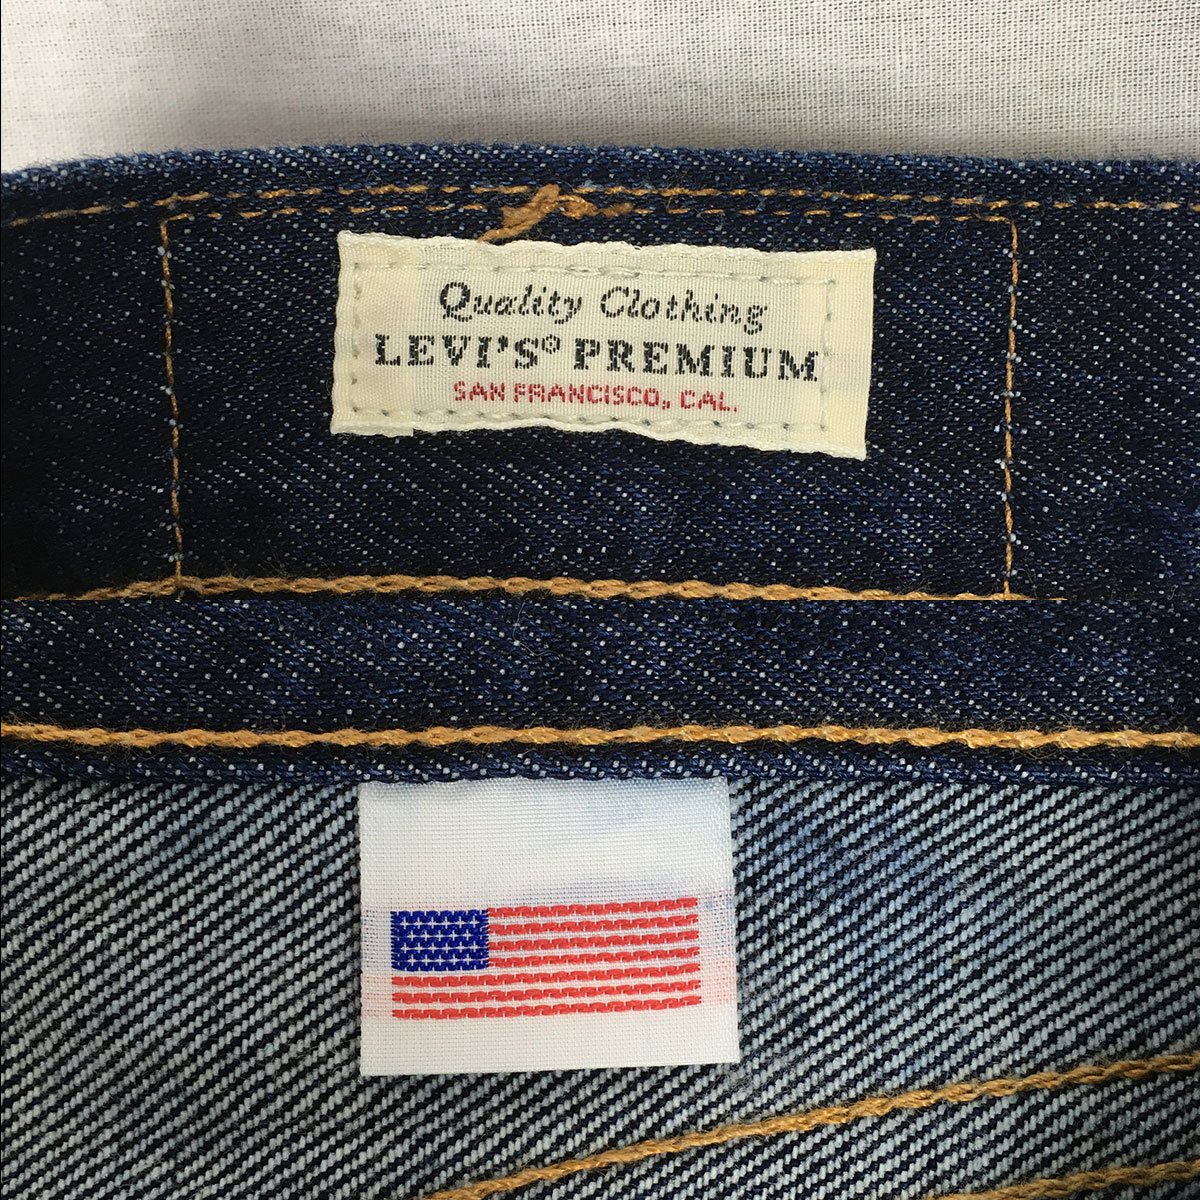 Quality Clothing
LEVI'S® PREMIUM
SAN FRANCISCO, CAL.